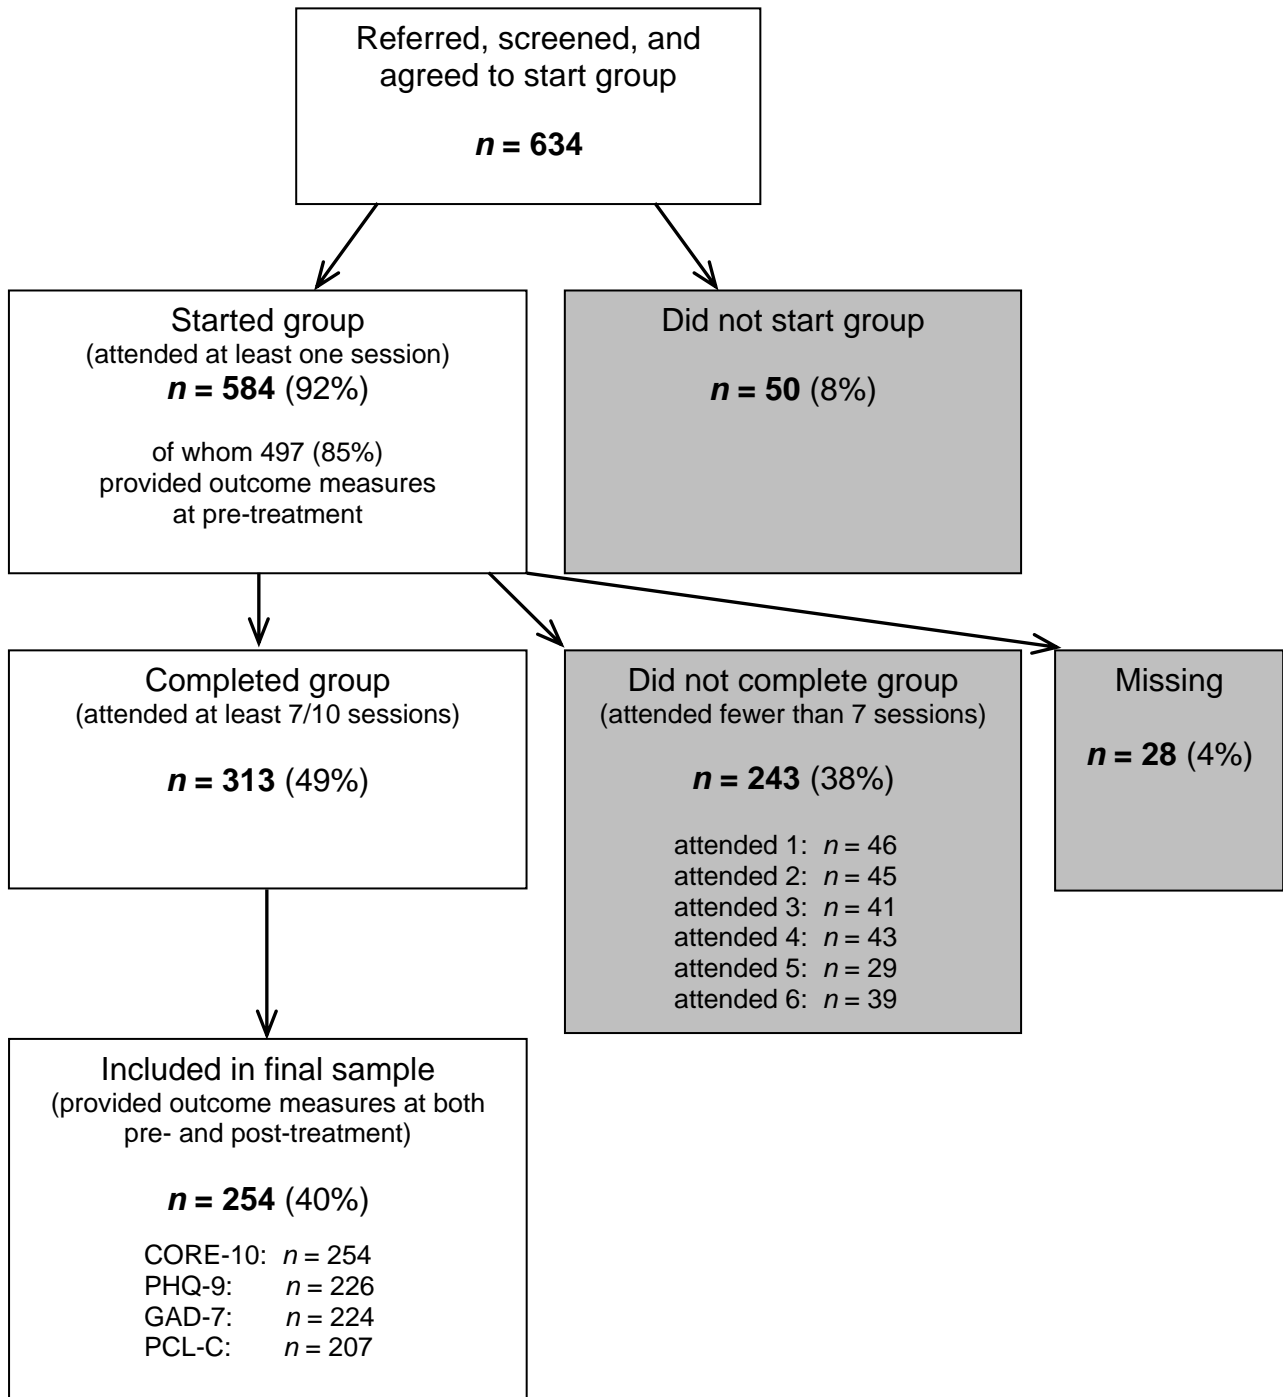 Referred, screened, and
agreed to start group
n = 634
Started group
(attended at least one session)
n = 584 (92%)
of whom 497 (85%)
provided outcome measures
at pre-treatment
Did not start group
n = 50 (8%)
Completed group
(attended at least 7/10 sessions)
n = 313 (49%)
Did not complete group
(attended fewer than 7 sessions)
n = 243 (38%)
attended 1: n = 46
attended 2: n = 45
attended 3: n = 41
attended 4: n = 43
attended 5: n = 29
attended 6: n = 39
Missing
n = 28 (4%)
Included in final sample
(provided outcome measures at both
pre- and post-treatment)
n = 254 (40%)
CORE-10: n = 254
PHQ-9: n = 226
GAD-7: n = 224
PCL-C: n = 207